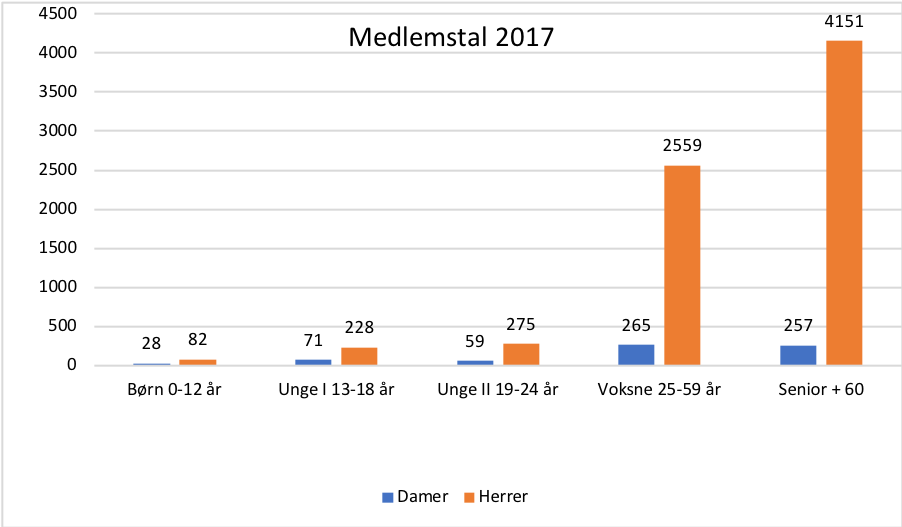 Medlemstal 2017
4500
4000
3500
3000
2500
2000
1500
1000
500
0
28
82
71
228
59
275
265
2559
257
4151
Børn 0-12 år
Unge I 13-18 år
Unge II 19-24 år
Voksne 25-59 år
Senior + 60
Damer
Herrer